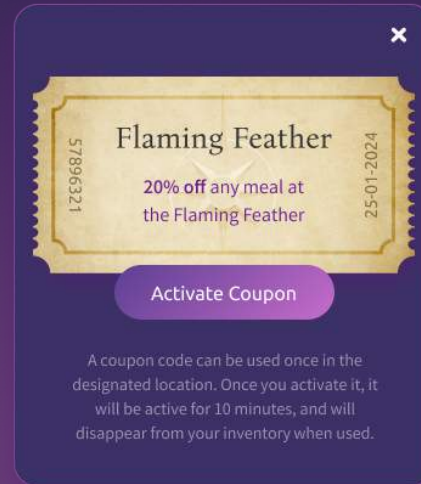 Flaming Feather
57896321
20% off any meal at
the Flaming Feather
25-01-2024
Activate Coupon
A coupon code can be used once in the
designated location. Once you activate it, it
will be active for 10 minutes, and will
disappear from your inventory when used.